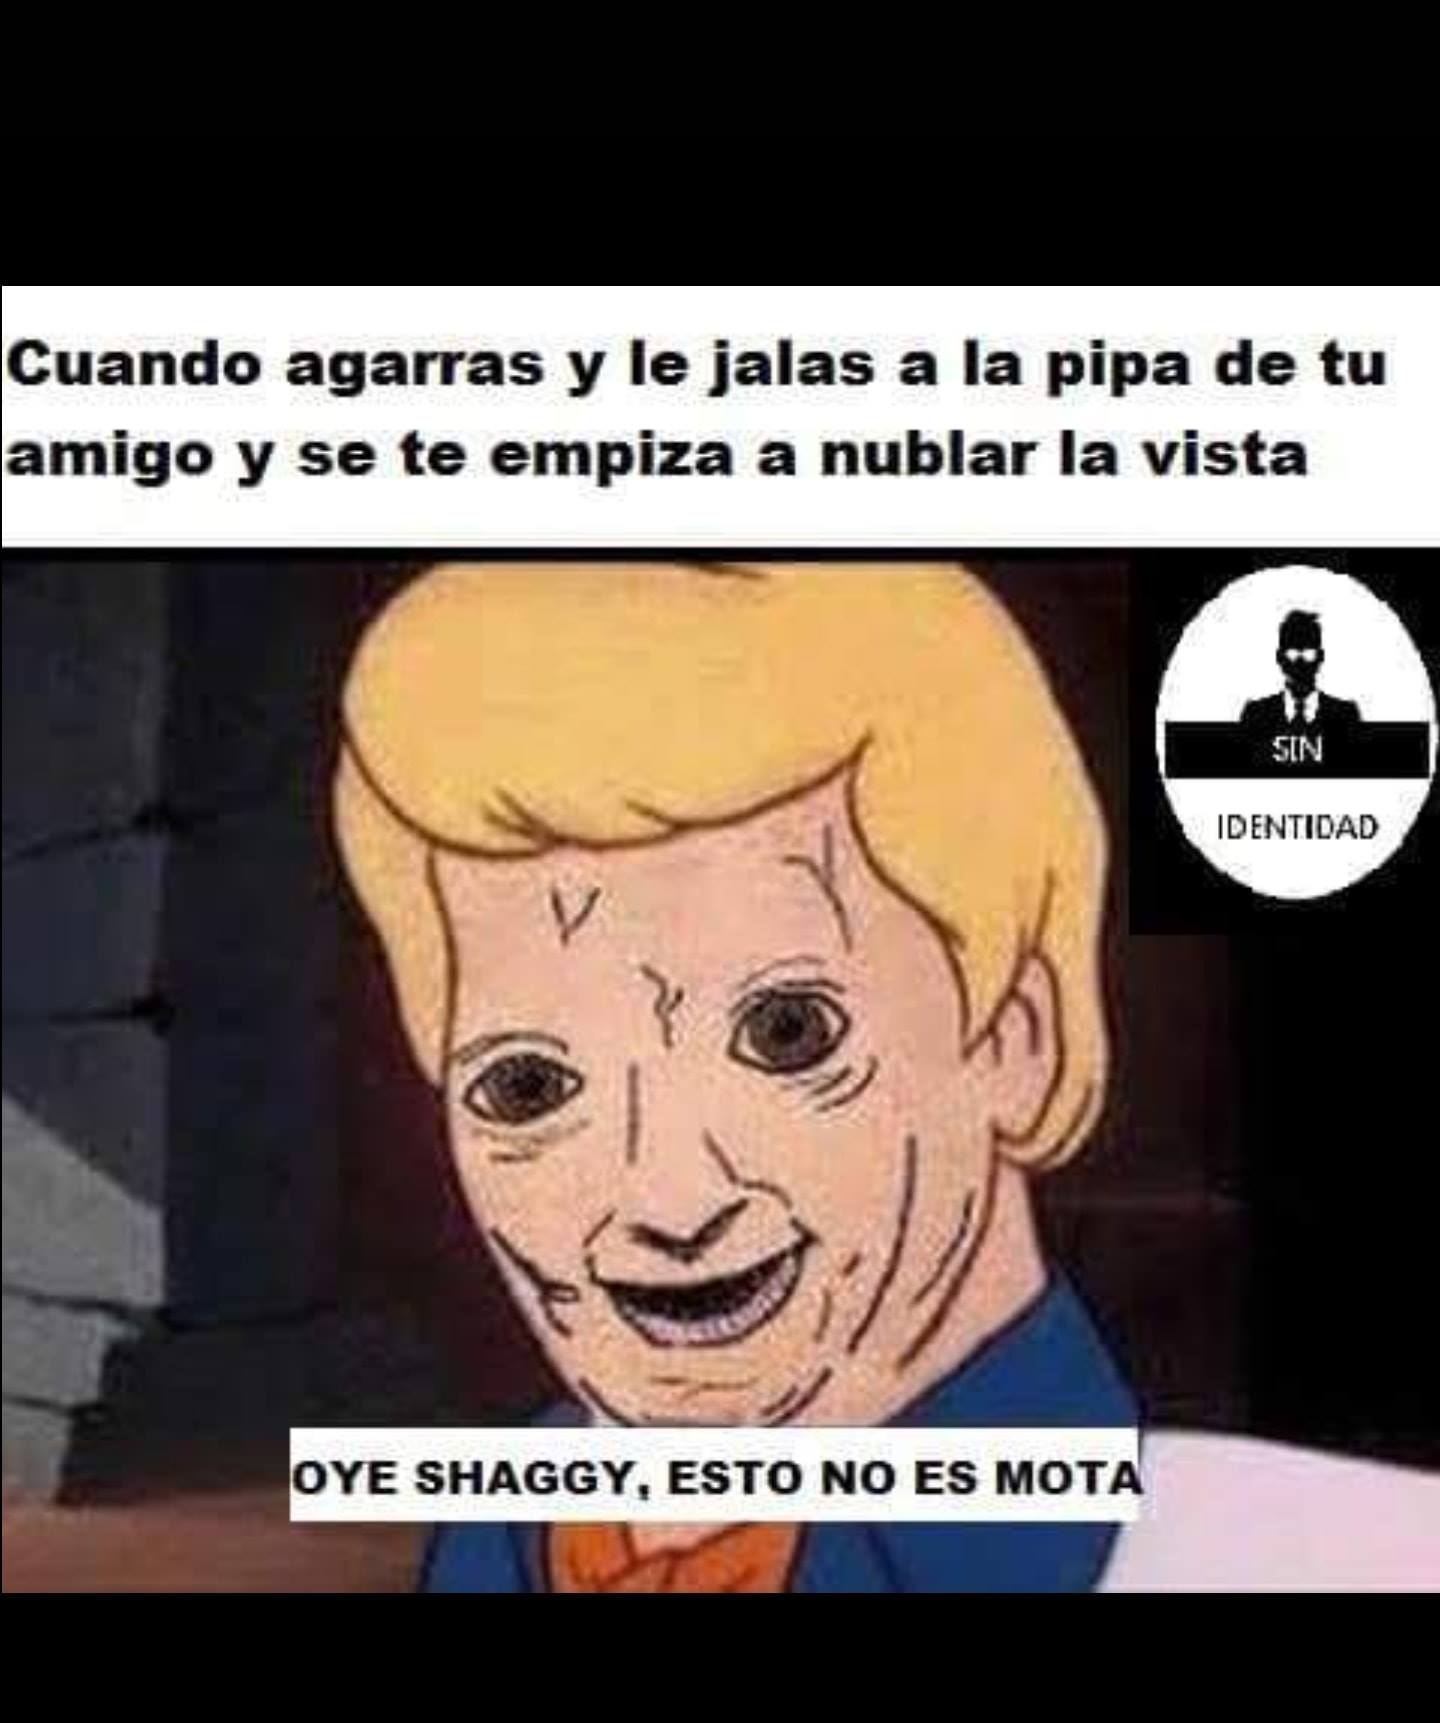 Cuando agarras y le jalas a la pipa de tu
amigo y se te empiza a nublar la vista
SIN
IDENTIDAD
OYE SHAGGY, ESTO NO ES MOTA